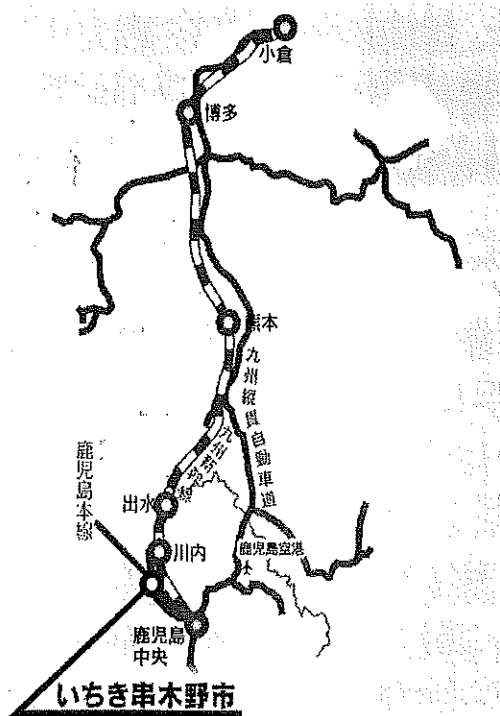 小倉
博多
熊本
九州縦貫自動車道
九州新幹線
鹿児島本線
出水
川内
鹿児島空港
鹿児島
中央
いちき串木野市